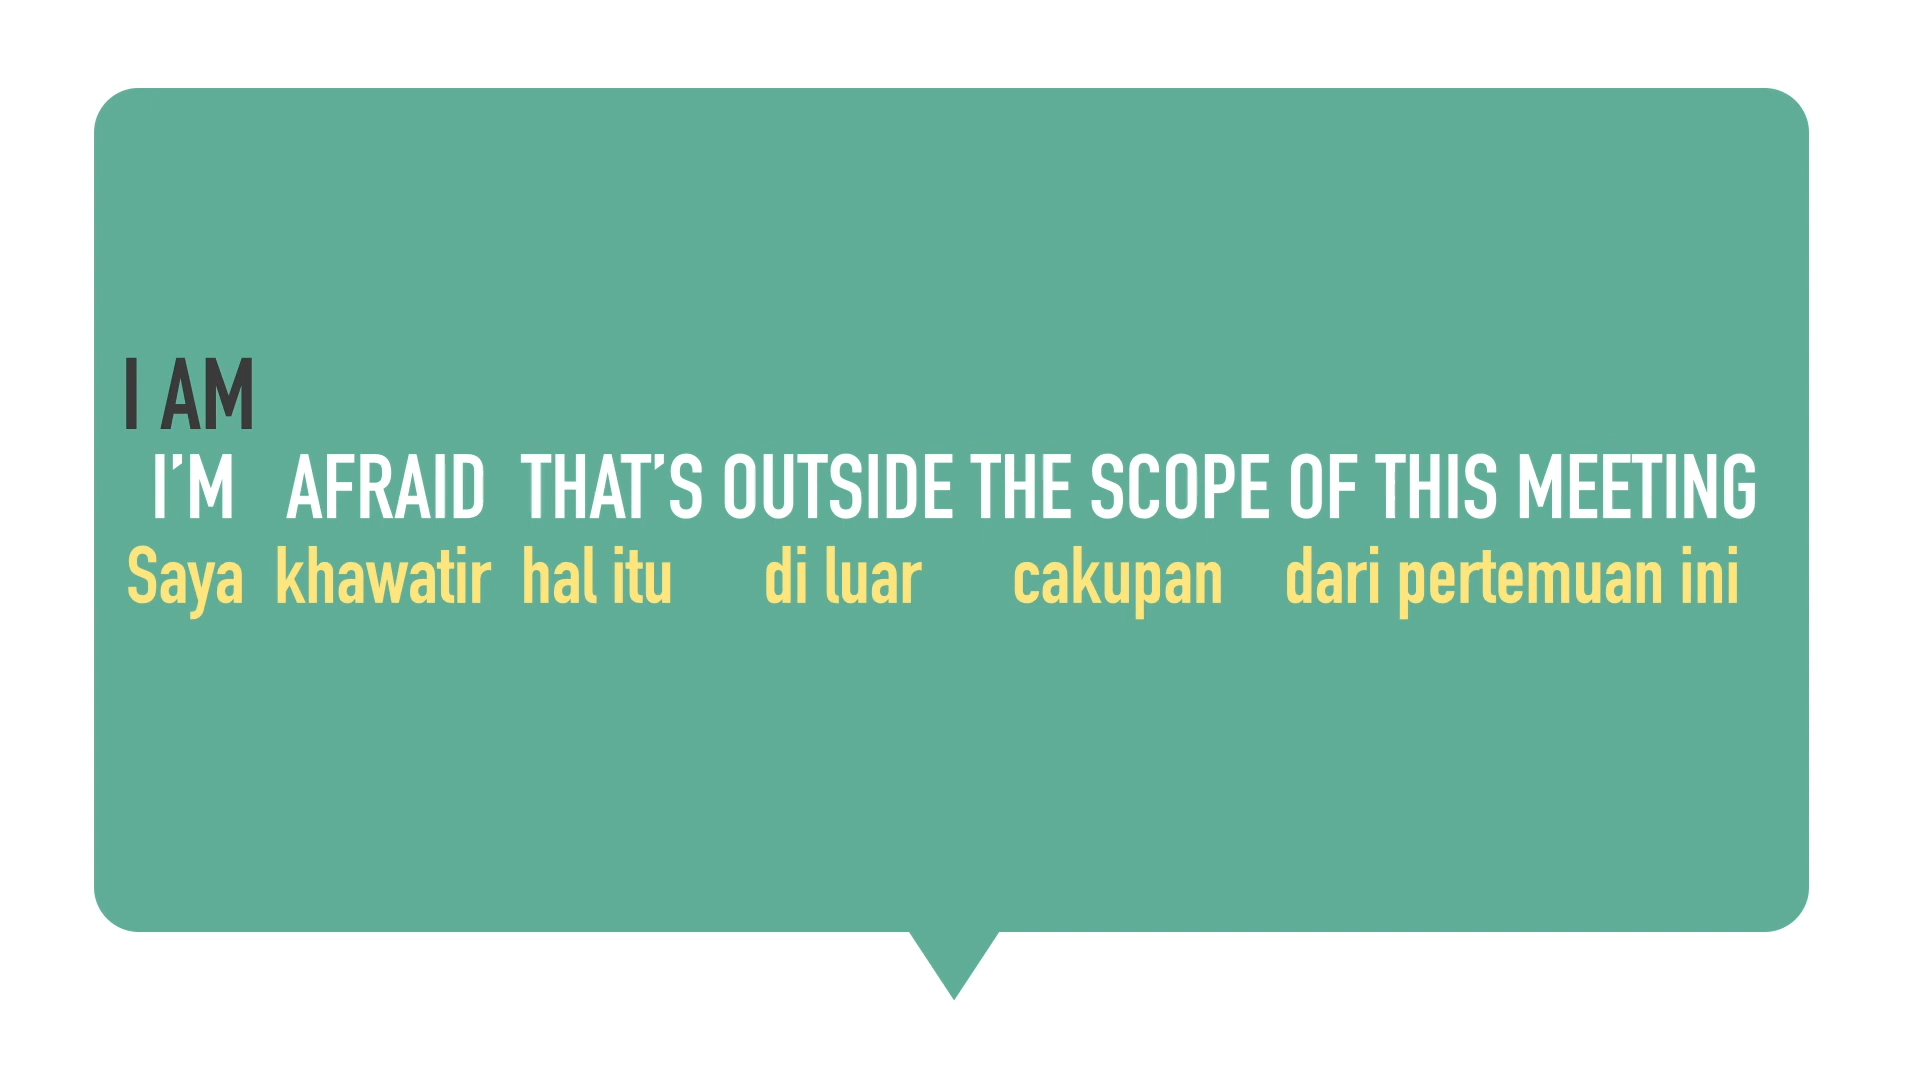 I AM
I’M AFRAID THAT’S OUTSIDE THE SCOPE OF THIS MEETING
Saya khawatir hal itu di luar cakupan dari pertemuan ini